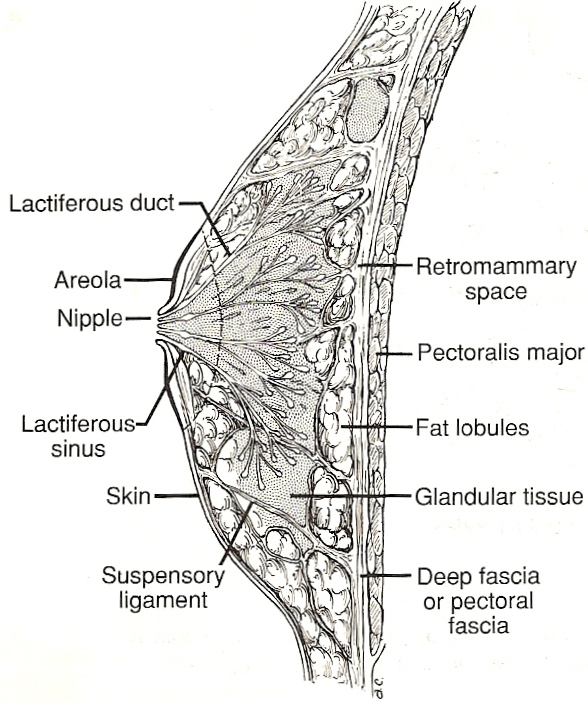 Lactiferous duct
Areola
Nipple
Lactiferous
sinus
Skin
Suspensory
ligament
Retromammary
space
Pectoralis major
Fat lobules
Glandular tissue
Deep fascia
or pectoral
fascia
d.c.